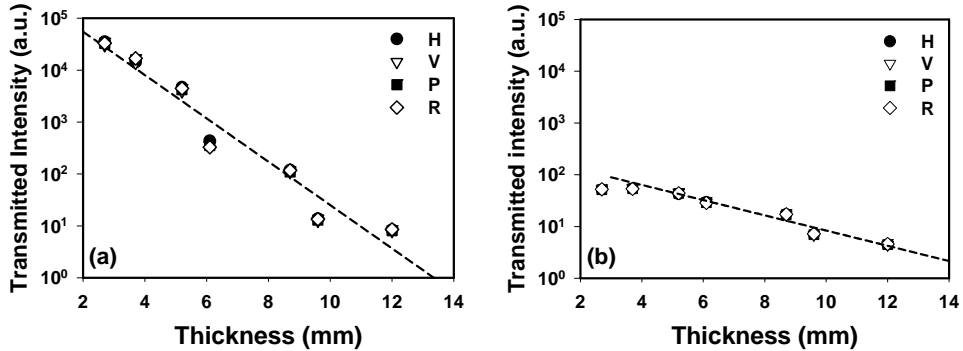 Transmitted Intensity (a.u.)
10^5
10^4
10^3
10^2
10^1
10^0
H
V
P
R
(a)
2 4 6 8 10 12 14
Thickness (mm)
Transmitted intensity (a.u.)
10^5
10^4
10^3
10^2
10^1
10^0
H
V
P
R
(b)
2 4 6 8 10 12 14
Thickness (mm)